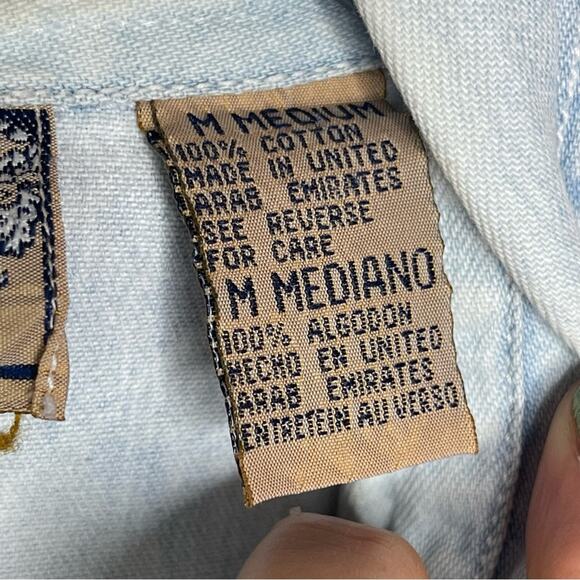 M MEDIUM
100% COTTON
MADE IN UNITED
ARAB EMIRATES
SEE REVERSE
FOR CARE
M MEDIANO
100% ALGODON
HECHO EN UNITED
ARAB EMIRATES
ENTRETEIN AU VERSO